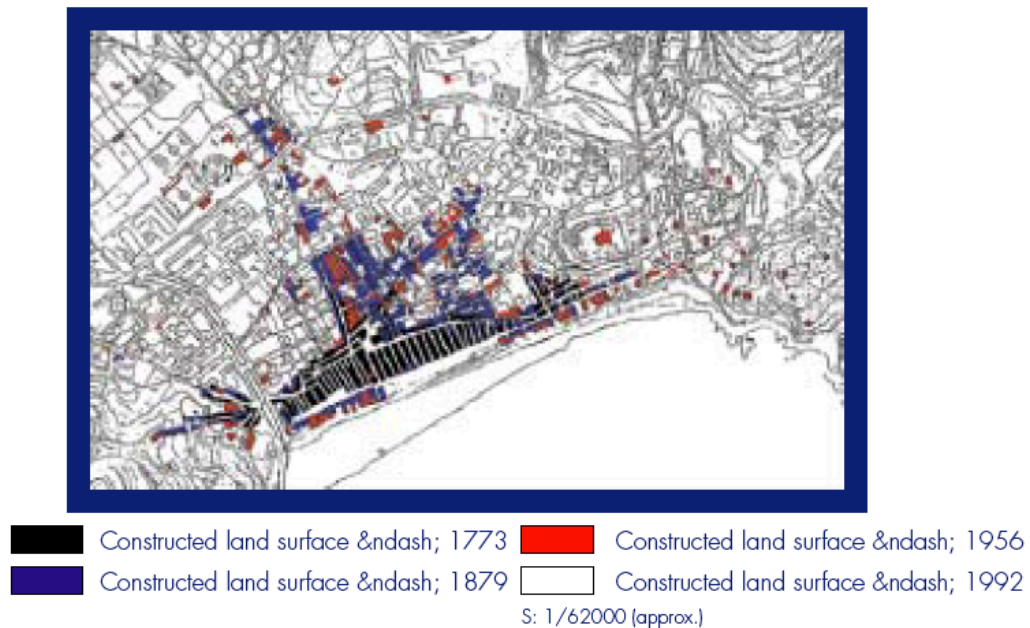 Constructed land surface &ndash; 1773
Constructed land surface &ndash; 1956
Constructed land surface &ndash; 1879
Constructed land surface &ndash; 1992
S: 1/62000 (approx.)